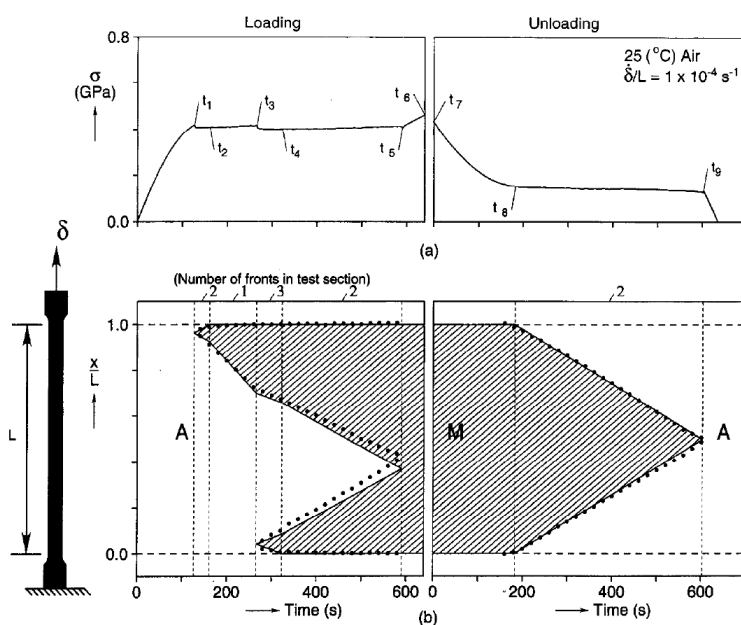 Loading Unloading
0.8
σ
(GPa)
25 (°C) Air
δ̇/L = 1 x 10⁻⁴ s⁻¹
t₁ t₃ t₆ t₇
t₂ t₄ t₅
t₈ t₉
0.0
(a)
δ
(Number of fronts in test section)
2 1 3 2 2
1.0
x/L
L
A M A
0.0
0 200 400 600 200 400 600
Time (s) Time (s)
(b)